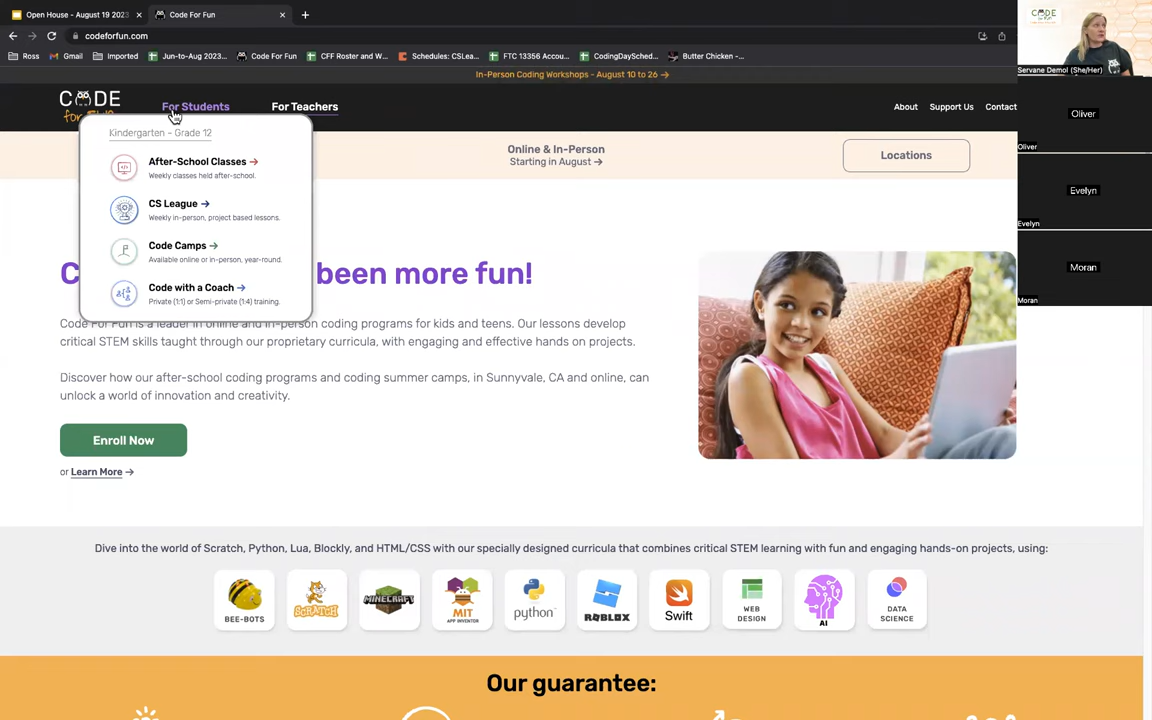 Open House - August 19 2023
Code For Fun
codeforfun.com
Ross
Gmail
Imported
Jun-to-Aug 2023...
Code For Fun
CFF Roster and W...
Schedules: CSLea...
FTC 13356 Accou...
CodingDaySched...
Butter Chicken -...
In-Person Coding Workshops - August 10 to 26 →
CODE
for FUN
For Students
For Teachers
About
Support Us
Contact
Kindergarten - Grade 12
After-School Classes →
Weekly classes held after-school.
CS League →
Weekly in-person, project based lessons.
Code Camps →
Available online or in-person, year-round.
Code with a Coach →
Private (1:1) or Semi-private (1:4) training.
Online & In-Person
Starting in August →
Locations
C been more fun!
Code For Fun is a leader in online and in-person coding programs for kids and teens. Our lessons develop
critical STEM skills taught through our proprietary curricula, with engaging and effective hands on projects.
Discover how our after-school coding programs and coding summer camps, in Sunnyvale, CA and online, can
unlock a world of innovation and creativity.
Enroll Now
or Learn More →
Dive into the world of Scratch, Python, Lua, Blockly, and HTML/CSS with our specially designed curricula that combines critical STEM learning with fun and engaging hands-on projects, using:
BEE-BOTS
SCRATCH
MINECRAFT
MIT
APP INVENTOR
python
ROBLOX
Swift
WEB
DESIGN
AI
DATA
SCIENCE
Our guarantee:
CODE
for FUN
Servane Demol (She/Her)
Oliver
Oliver
Evelyn
Evelyn
Moran
Moran